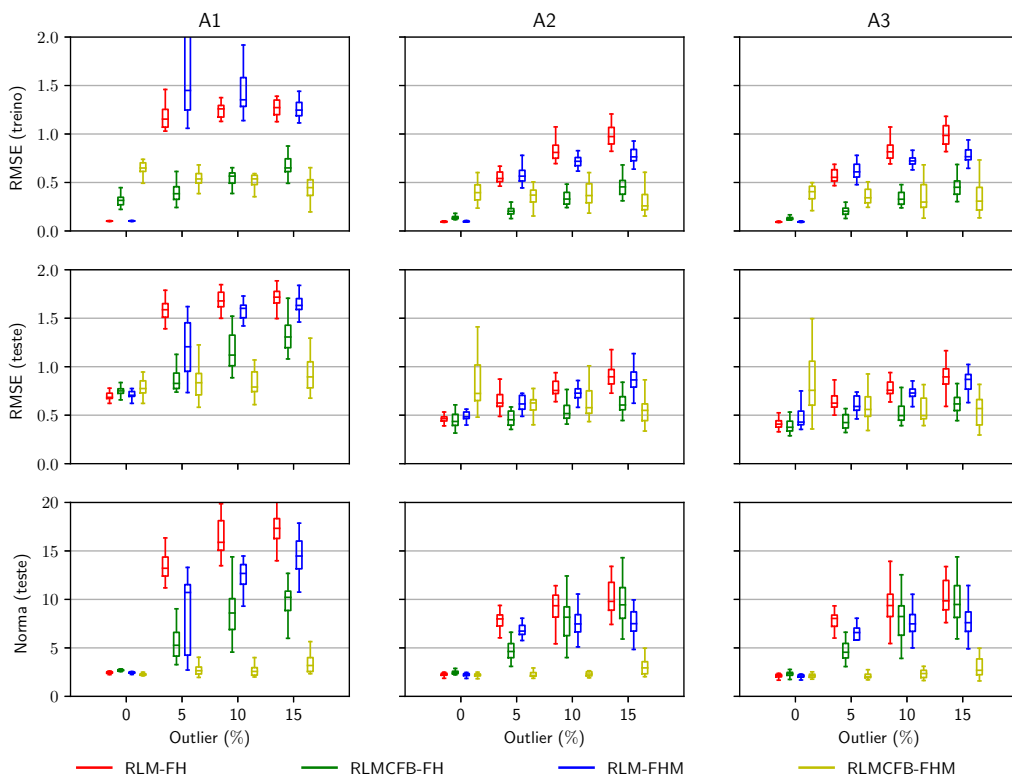 A1 A2 A3
RMSE (treino)
2.0
1.5
1.0
0.5
0.0
RMSE (teste)
2.0
1.5
1.0
0.5
0.0
Norma (teste)
20
15
10
5
0
0 5 10 15
Outlier (%)
0 5 10 15
Outlier (%)
0 5 10 15
Outlier (%)
RLM-FH RLMCFB-FH RLM-FHM RLMCFB-FHM